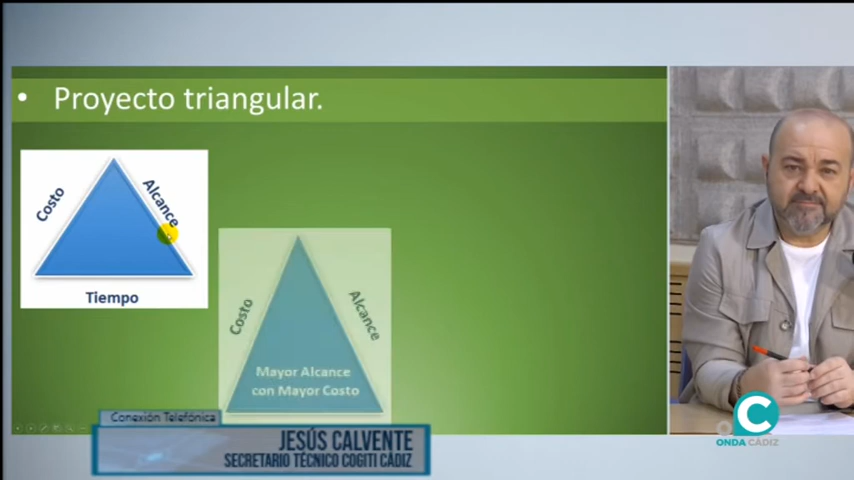 • Proyecto triangular.
Costo
Alcance
Tiempo
Costo
Alcance
Mayor Alcance
con Mayor Costo
Conexión Telefónica
JESÚS CALVENTE
SECRETARIO TÉCNICO COGITI CÁDIZ
C
ONDA CÁDIZ